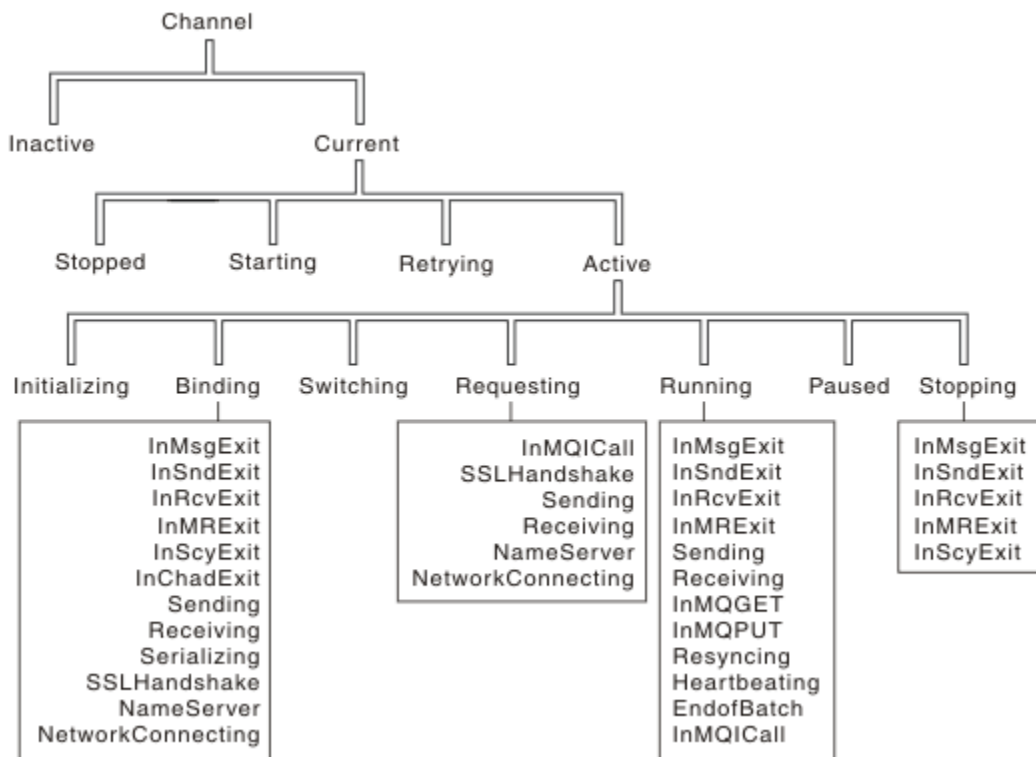 Channel
Inactive
Current
Stopped
Starting
Retrying
Active
Initializing
Binding
Switching
Requesting
Running
Paused
Stopping
InMsgExit
InSndExit
InRcvExit
InMRExit
InScyExit
InChadExit
Sending
Receiving
Serializing
SSLHandshake
NameServer
NetworkConnecting
InMQICall
SSLHandshake
Sending
Receiving
NameServer
NetworkConnecting
InMsgExit
InSndExit
InRcvExit
InMRExit
Sending
Receiving
InMQGET
InMQPUT
Resyncing
Heartbeating
EndofBatch
InMQICall
InMsgExit
InSndExit
InRcvExit
InMRExit
InScyExit